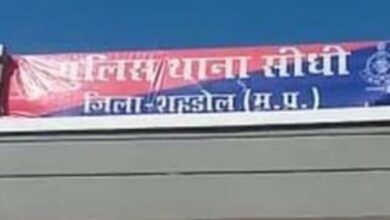 पुलिस थाना सीधी
जिला-शहडोल (म.प्र.)